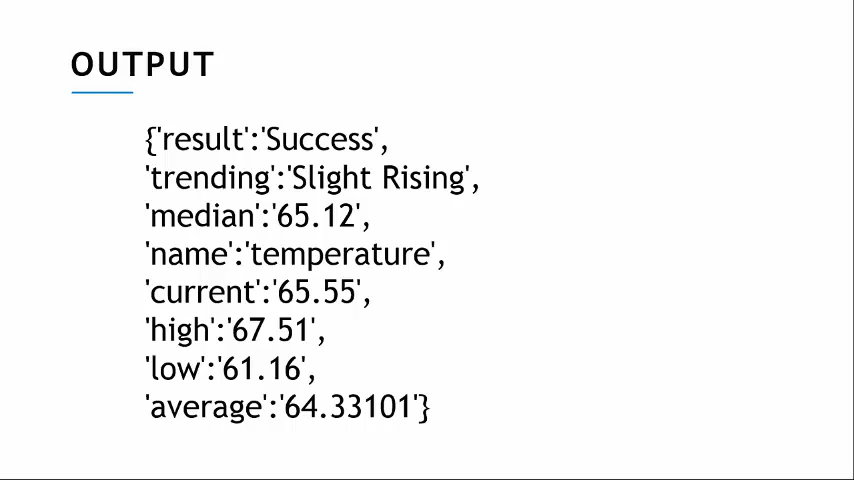 OUTPUT
{'result':'Success',
'trending':'Slight Rising',
'median':'65.12',
'name':'temperature',
'current':'65.55',
'high':'67.51',
'low':'61.16',
'average':'64.33101'}